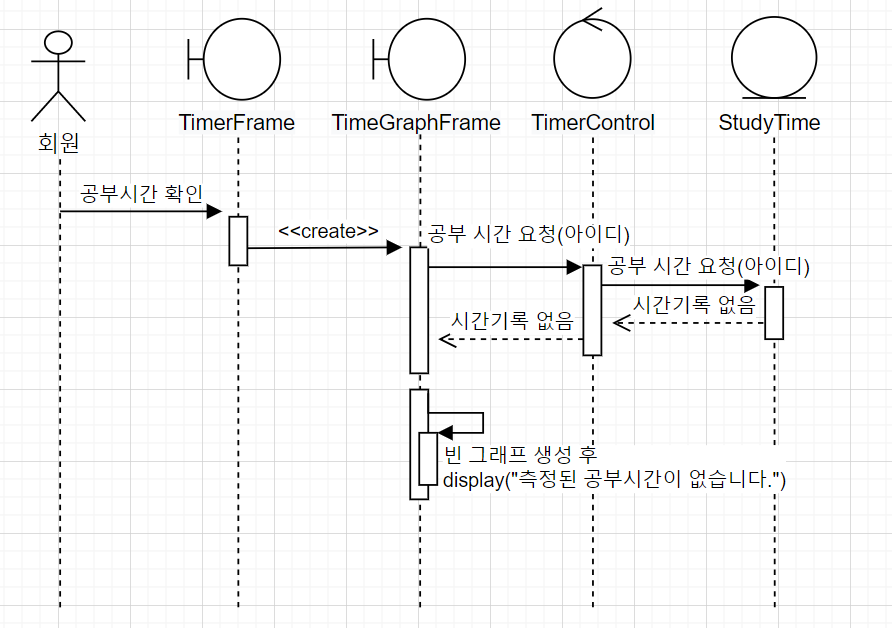 회원
TimerFrame
TimeGraphFrame
TimerControl
StudyTime
공부시간 확인
<<create>>
공부 시간 요청(아이디)
공부 시간 요청(아이디)
시간기록 없음
시간기록 없음
빈 그래프 생성 후
display("측정된 공부시간이 없습니다.")